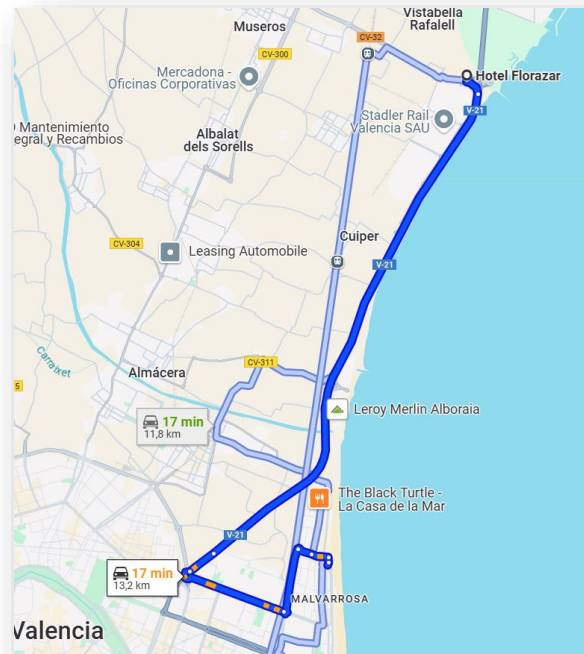 Vistabella
Rafalell
Museros
CV-32
CV-300
Hotel Florazar
Mercadona -
Oficinas Corporativas
V-21
Stadler Rail
Valencia SAU
Mantenimiento
egral y Recambios
Albalat
dels Sorells
Cuiper
CV-304
Leasing Automobile
V-21
Carraixet
CV-311
Almácera
5
17 min
11,8 km
Leroy Merlin Alboraia
The Black Turtle -
La Casa de la Mar
V-21
17 min
13,2 km
MALVARROSA
Valencia